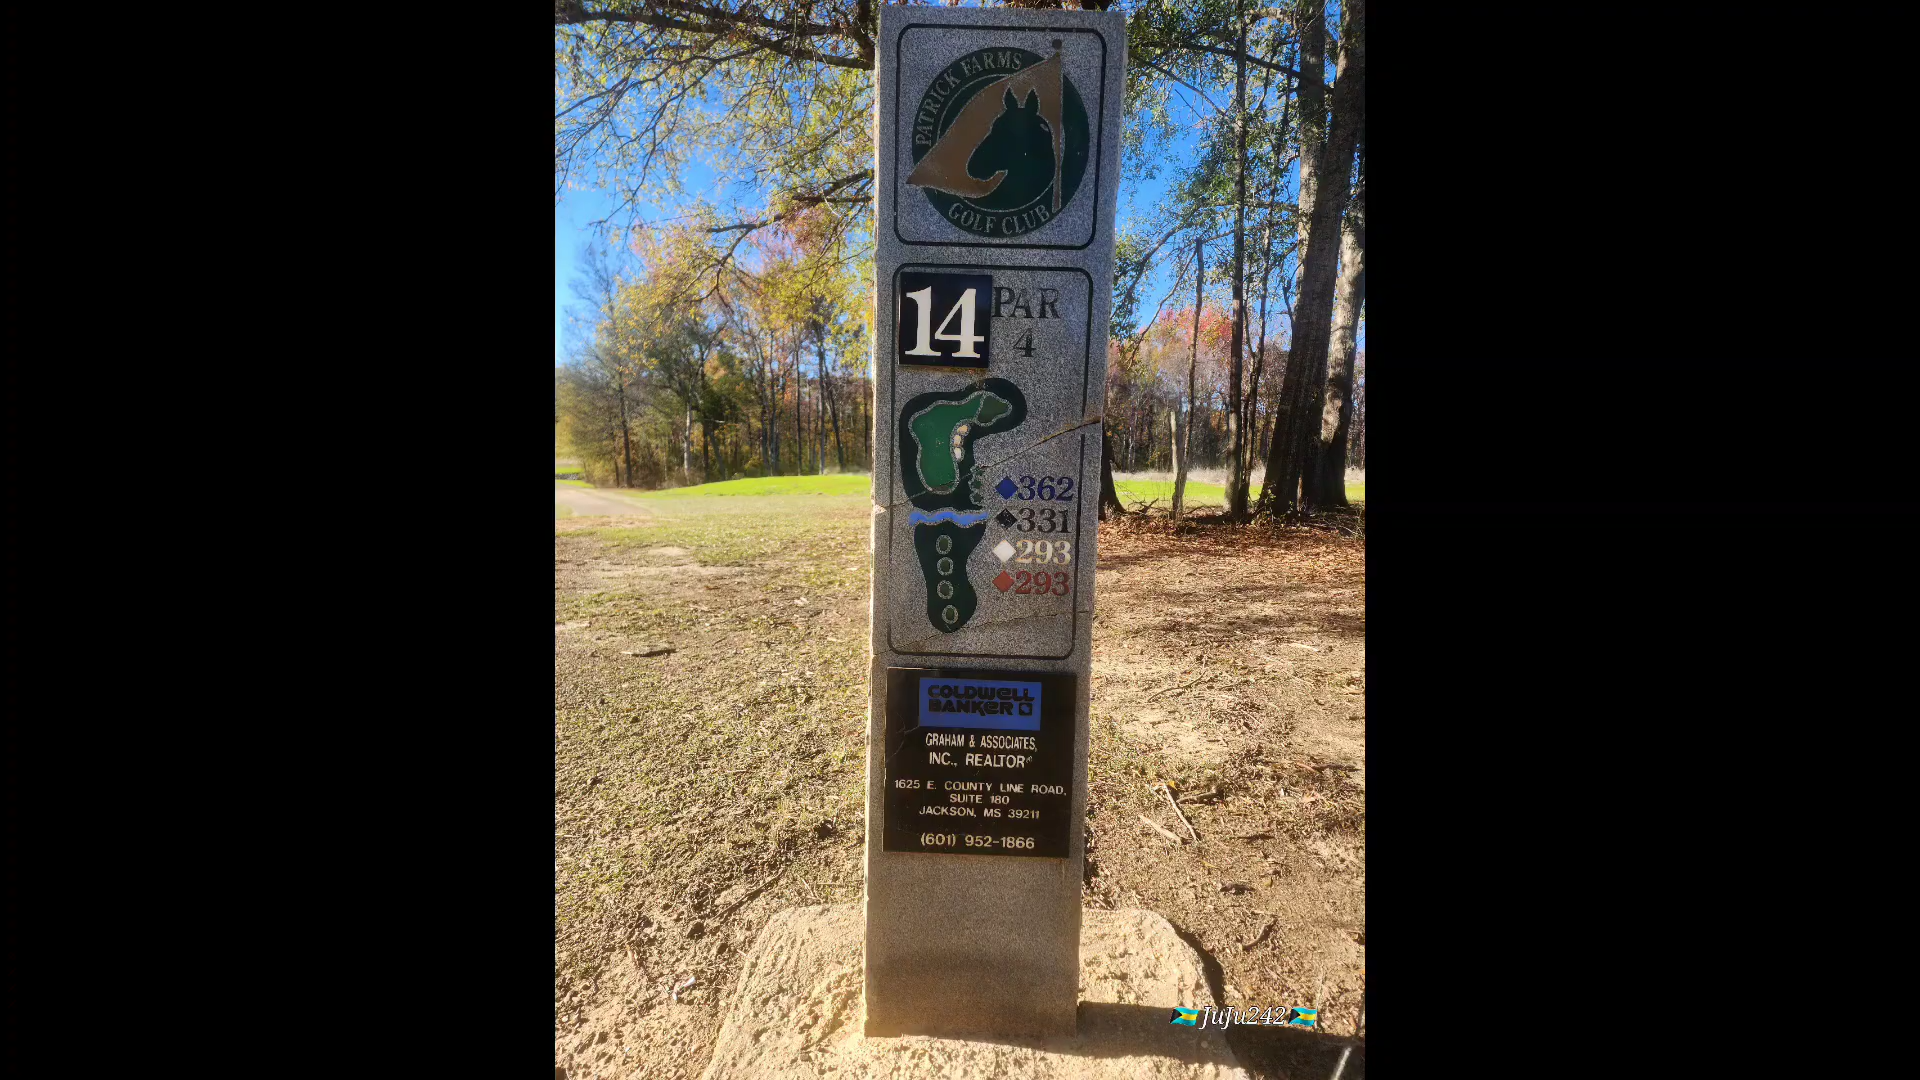 PATRICK FARMS
GOLF CLUB
14 PAR
4
362
331
293
293
COLDWELL
BANKER
GRAHAM & ASSOCIATES,
INC., REALTOR®
1625 E. COUNTY LINE ROAD,
SUITE 180
JACKSON, MS 39211
(601) 952-1866
🇧🇸JuJu242🇧🇸